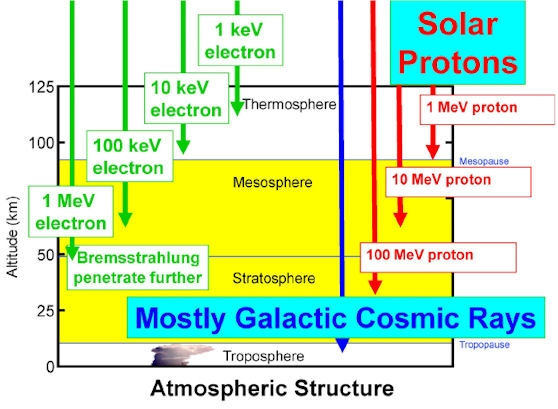 1 keV
electron
Solar
Protons
125
10 keV
electron
Thermosphere
1 MeV proton
100
100 keV
electron
Mesopause
Mesosphere
10 MeV proton
1 MeV
electron
Altitude (km)
50
Bremsstrahlung
penetrate further
100 MeV proton
Stratosphere
25
Mostly Galactic Cosmic Rays
Tropopause
Troposphere
0
Atmospheric Structure